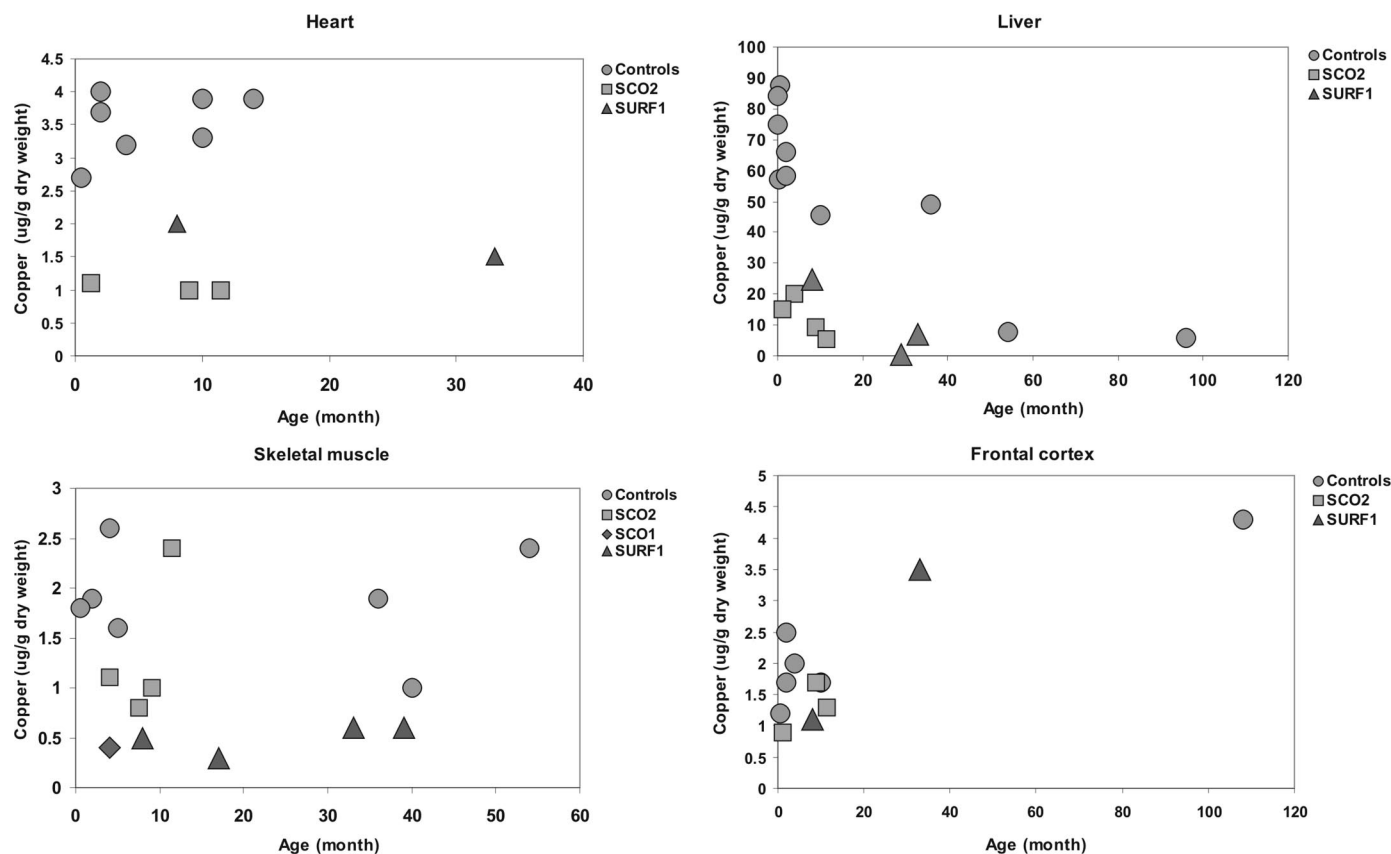 Heart
Copper (ug/g dry weight)
4.5
4
3.5
3
2.5
2
1.5
1
0.5
0
0 10 20 30 40
Age (month)
Controls
SCO2
SURF1
Liver
Copper (ug/g dry weight)
100
90
80
70
60
50
40
30
20
10
0
0 20 40 60 80 100 120
Age (month)
Controls
SCO2
SURF1
Skeletal muscle
Copper (ug/g dry weight)
3
2.5
2
1.5
1
0.5
0
0 10 20 30 40 50 60
Age (month)
Controls
SCO2
SCO1
SURF1
Frontal cortex
Copper (ug/g dry weight)
5
4.5
4
3.5
3
2.5
2
1.5
1
0.5
0
0 20 40 60 80 100 120
Age (month)
Controls
SCO2
SURF1